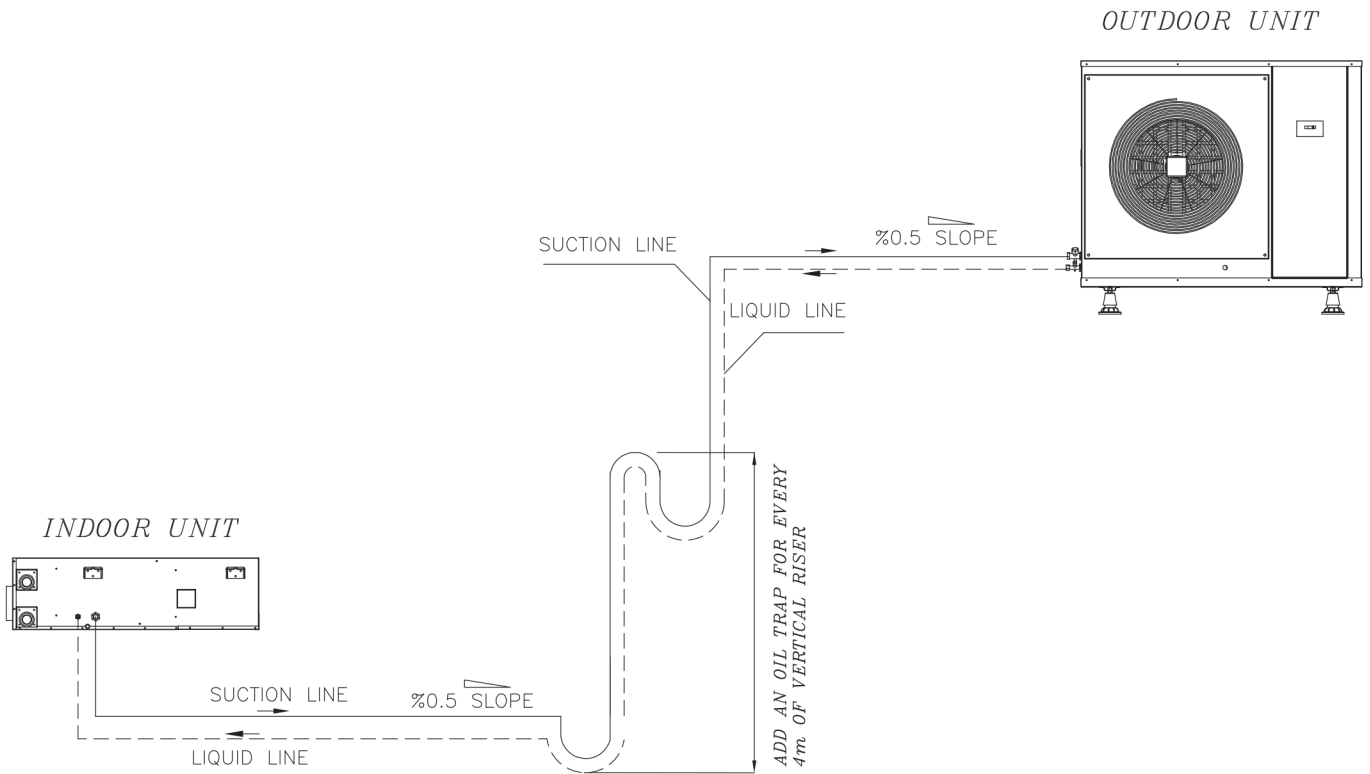 OUTDOOR UNIT
%0.5 SLOPE
SUCTION LINE
LIQUID LINE
ADD AN OIL TRAP FOR EVERY
4m OF VERTICAL RISER
INDOOR UNIT
SUCTION LINE
%0.5 SLOPE
LIQUID LINE